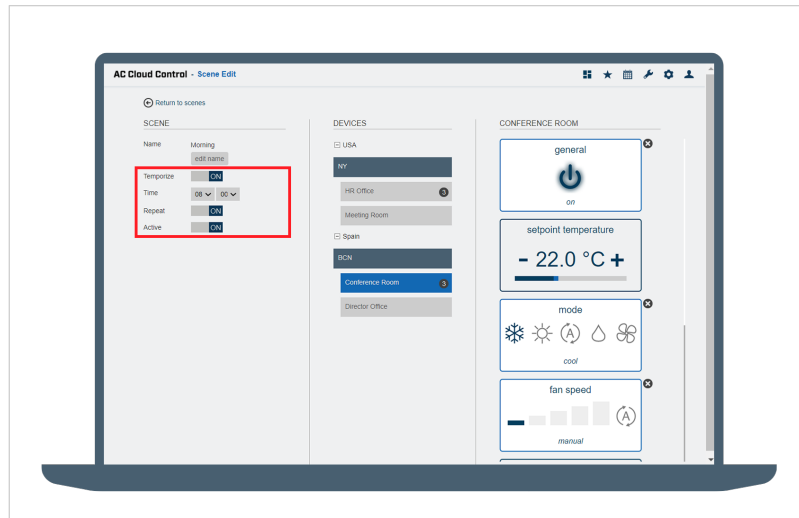 AC Cloud Control - Scene Edit
Return to scenes
SCENE
Name Morning
edit name
Temporize ON
Time 08 00
Repeat ON
Active ON
DEVICES
USA
NY
HR Office 3
Meeting Room
Spain
BCN
Conference Room 3
Director Office
CONFERENCE ROOM
general
on
setpoint temperature
- 22.0 °C +
mode
A
cool
fan speed
A
manual